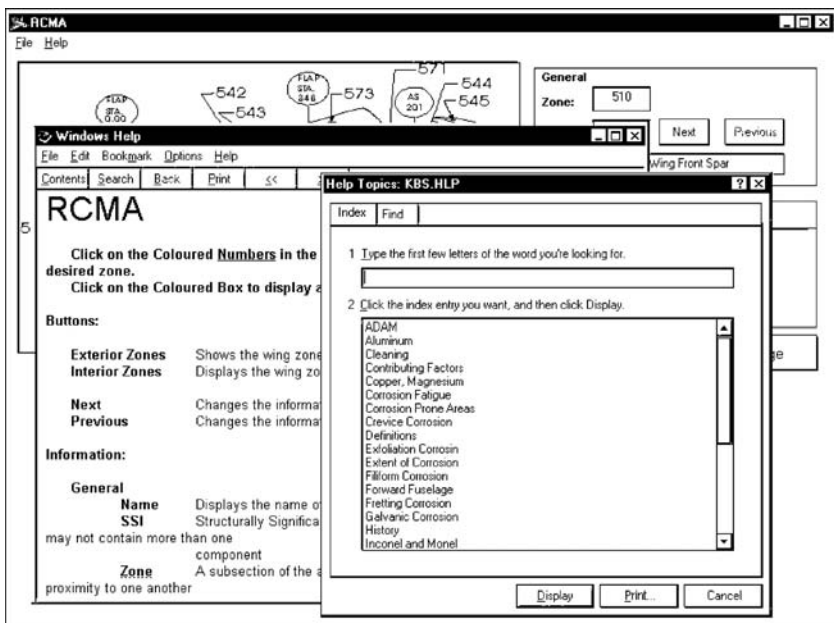 RCMA
File Help
FLAP
STA.
0.00
542
543
FLAP
STA.
346
573
571
AS
201
544
545
5
General
Zone: 510
Next Previous
Wing Front Spar
ge
Windows Help
File Edit Bookmark Options Help
Contents Search Back Print <<
RCMA
Click on the Coloured Numbers in the
desired zone.
Click on the Coloured Box to display a
Buttons:
Exterior Zones Shows the wing zone
Interior Zones Displays the wing zo
Next Changes the informa
Previous Changes the informa
Information:
General
Name Displays the name o
SSI Structurally Significa
may not contain more than one
component
Zone A subsection of the a
proximity to one another
Help Topics: KBS.HLP
Index Find
1 Type the first few letters of the word you're looking for.
2 Click the index entry you want, and then click Display.
ADAM
Aluminum
Cleaning
Contributing Factors
Copper, Magnesium
Corrosion Fatigue
Corrosion Prone Areas
Crevice Corrosion
Definitions
Exfoliation Corrosin
Extent of Corrosion
Filiform Corrosion
Forward Fuselage
Fretting Corrosion
Galvanic Corrosion
History
Inconel and Monel
Display Print... Cancel